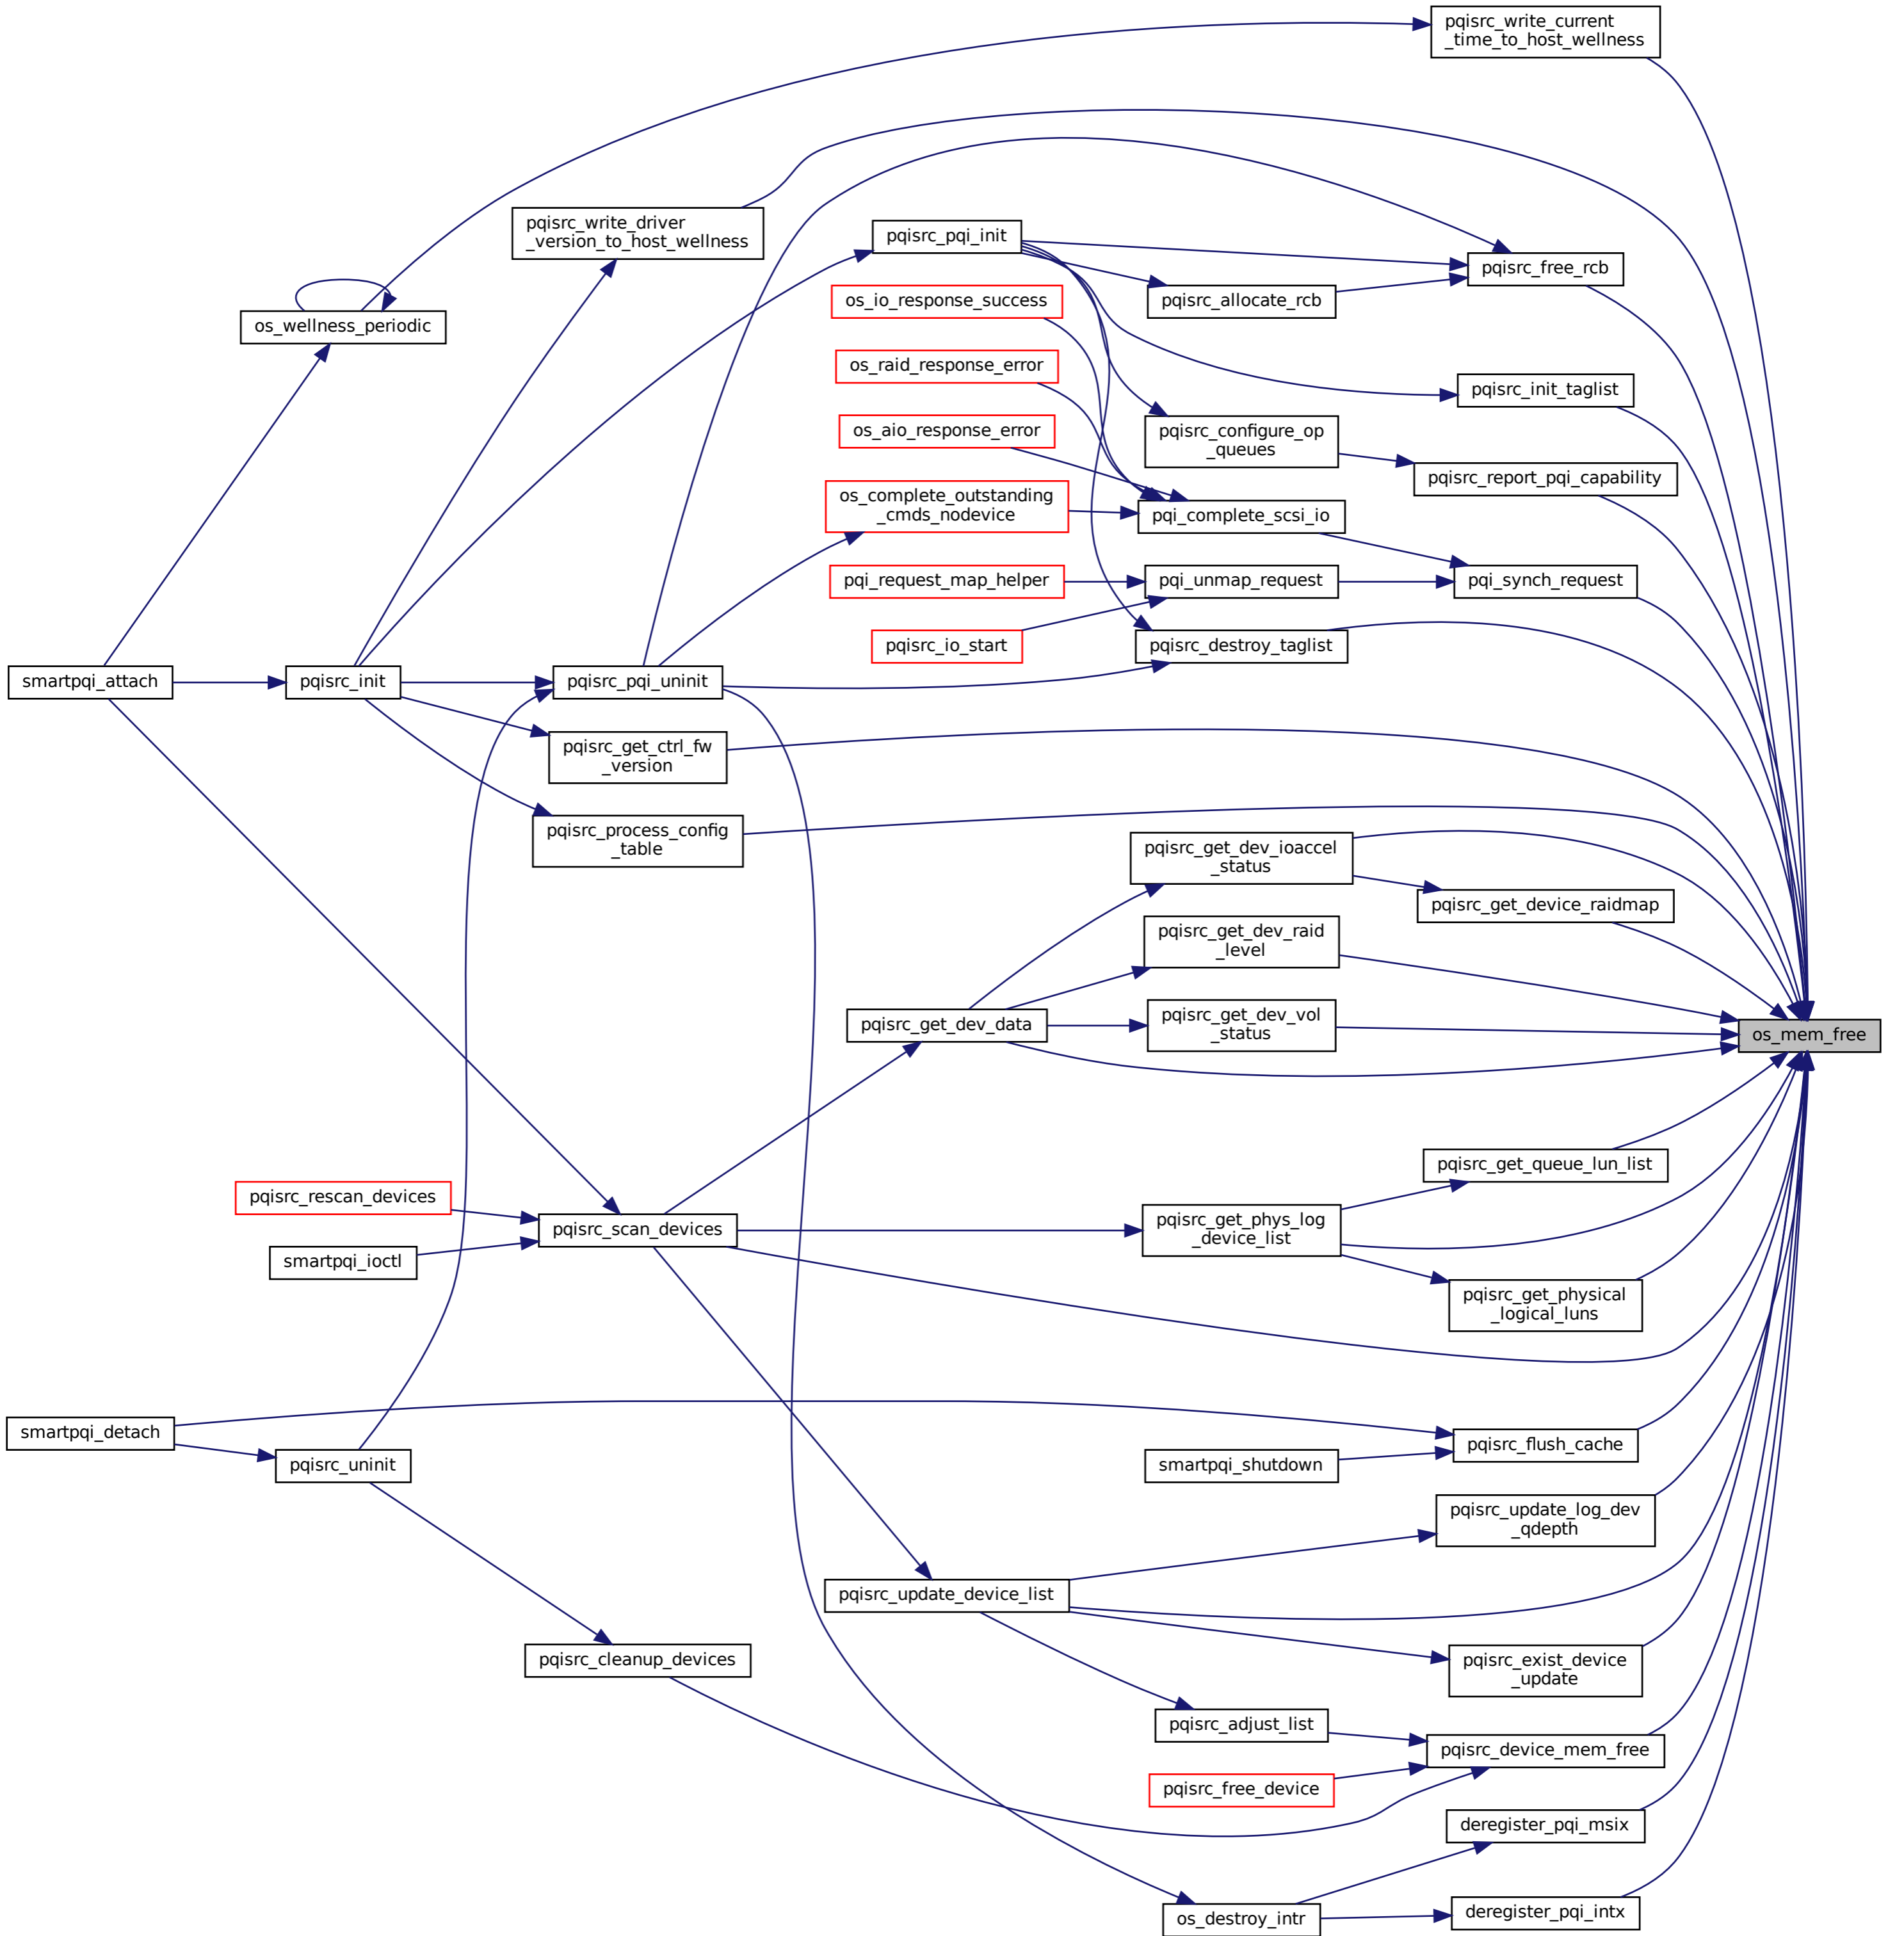 pqisrc_write_current
_time_to_host_wellness
pqisrc_write_driver
_version_to_host_wellness
pqisrc_pqi_init
pqisrc_free_rcb
os_io_response_success
pqisrc_allocate_rcb
os_wellness_periodic
os_raid_response_error
pqisrc_init_taglist
os_aio_response_error
pqisrc_configure_op
_queues
pqisrc_report_pqi_capability
os_complete_outstanding
_cmds_nodevice
pqi_complete_scsi_io
pqi_request_map_helper
pqi_unmap_request
pqi_synch_request
pqisrc_io_start
pqisrc_destroy_taglist
smartpqi_attach
pqisrc_init
pqisrc_pqi_uninit
pqisrc_get_ctrl_fw
_version
pqisrc_process_config
_table
pqisrc_get_dev_ioaccel
_status
pqisrc_get_device_raidmap
pqisrc_get_dev_raid
_level
pqisrc_get_dev_data
pqisrc_get_dev_vol
_status
os_mem_free
pqisrc_get_queue_lun_list
pqisrc_rescan_devices
pqisrc_scan_devices
pqisrc_get_phys_log
_device_list
smartpqi_ioctl
pqisrc_get_physical
_logical_luns
smartpqi_detach
pqisrc_uninit
smartpqi_shutdown
pqisrc_flush_cache
pqisrc_update_log_dev
_qdepth
pqisrc_update_device_list
pqisrc_cleanup_devices
pqisrc_exist_device
_update
pqisrc_adjust_list
pqisrc_device_mem_free
pqisrc_free_device
deregister_pqi_msix
os_destroy_intr
deregister_pqi_intx